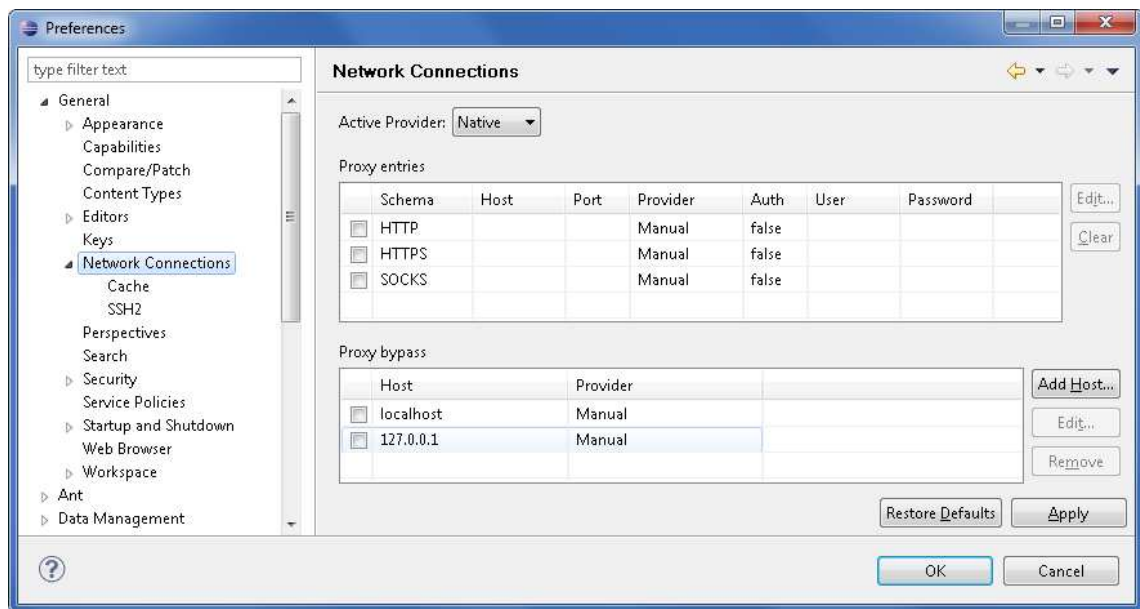 Preferences
type filter text
General
Appearance
Capabilities
Compare/Patch
Content Types
Editors
Keys
Network Connections
Cache
SSH2
Perspectives
Search
Security
Service Policies
Startup and Shutdown
Web Browser
Workspace
Ant
Data Management
Network Connections
Active Provider: Native
Proxy entries
Schema Host Port Provider Auth User Password
HTTP Manual false
HTTPS Manual false
SOCKS Manual false
Edit...
Clear
Proxy bypass
Host Provider
localhost Manual
127.0.0.1 Manual
Add Host...
Edit...
Remove
Restore Defaults Apply
? OK Cancel